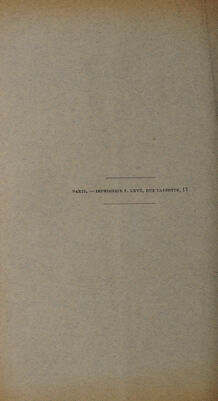 PARIS. — IMPRIMERIE F. LEVÉ, RUE CASSETTE, 17